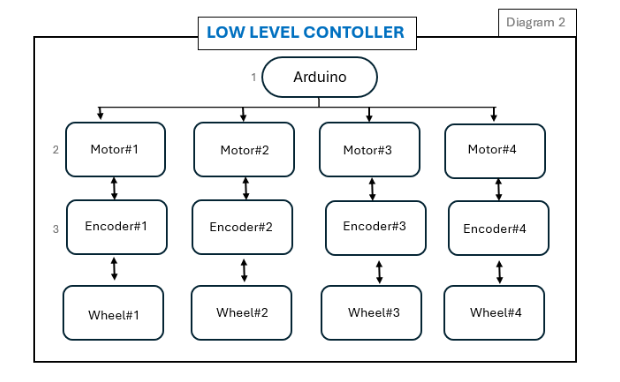 Diagram 2
LOW LEVEL CONTOLLER
1 Arduino
2 Motor#1 Motor#2 Motor#3 Motor#4
3 Encoder#1 Encoder#2 Encoder#3 Encoder#4
Wheel#1 Wheel#2 Wheel#3 Wheel#4